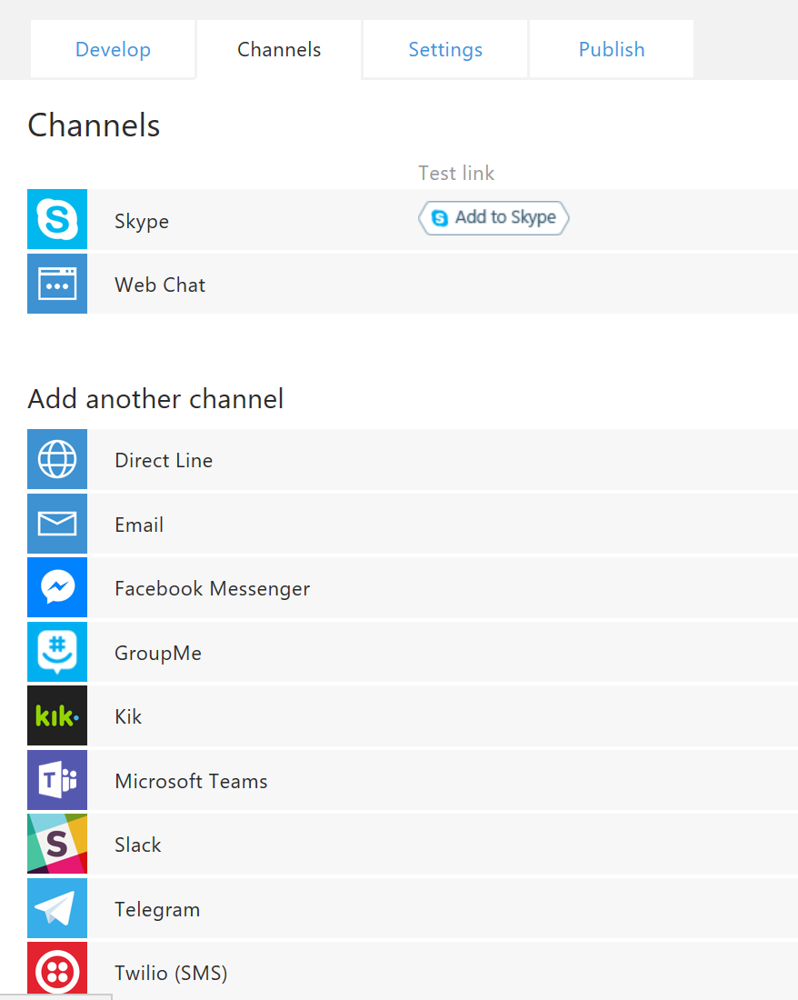 Develop Channels Settings Publish
Channels
Test link
Skype Add to Skype
Web Chat
Add another channel
Direct Line
Email
Facebook Messenger
GroupMe
kik Kik
Microsoft Teams
Slack
Telegram
Twilio (SMS)